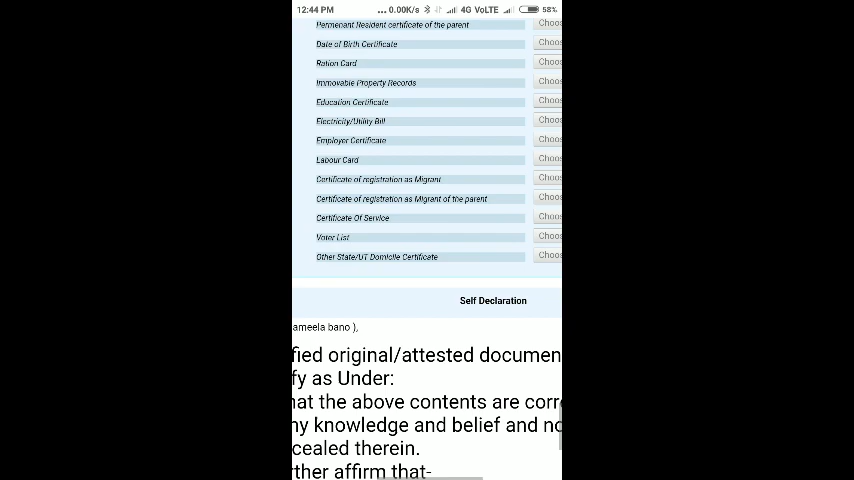 12:44 PM ... 0.00K/s 4G VoLTE 58%
Permenant Resident certificate of the parent Choos
Date of Birth Certificate Choos
Ration Card Choos
Immovable Property Records Choos
Education Certificate Choos
Electricity/Utility Bill Choos
Employer Certificate Choos
Labour Card Choos
Certificate of registration as Migrant Choos
Certificate of registration as Migrant of the parent Choos
Certificate Of Service Choos
Voter List Choos
Other State/UT Domicile Certificate Choos
Self Declaration
ameela bano ),
fied original/attested documen
fy as Under:
hat the above contents are corre
ny knowledge and belief and no
cealed therein.
rther affirm that-